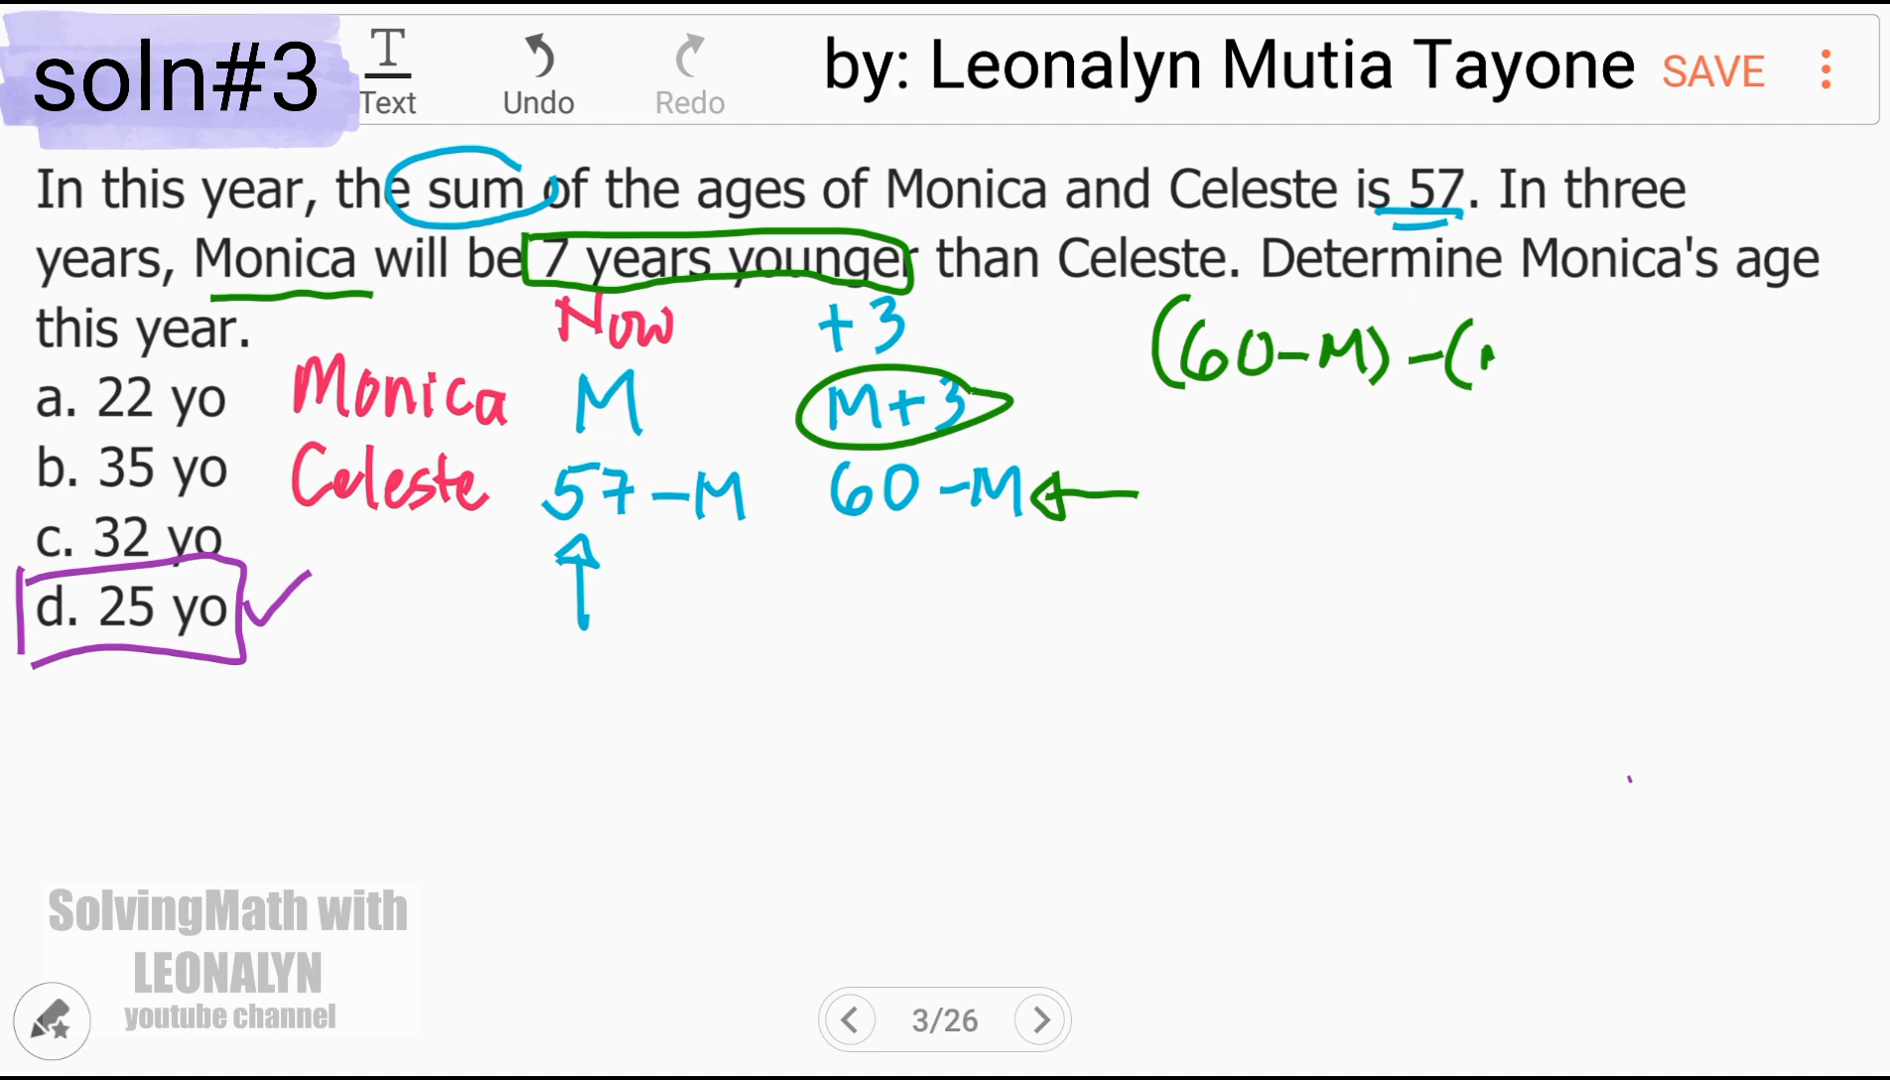 soln#3
T
Text
Undo
Redo
by: Leonalyn Mutia Tayone
SAVE
In this year, the sum of the ages of Monica and Celeste is 57. In three
years, Monica will be 7 years younger than Celeste. Determine Monica's age
this year.
Now +3
(60-M)-(
a. 22 yo
Monica M M+3
b. 35 yo
Celeste 57-M 60-M
c. 32 yo
d. 25 yo
SolvingMath with
LEONALYN
youtube channel
3/26